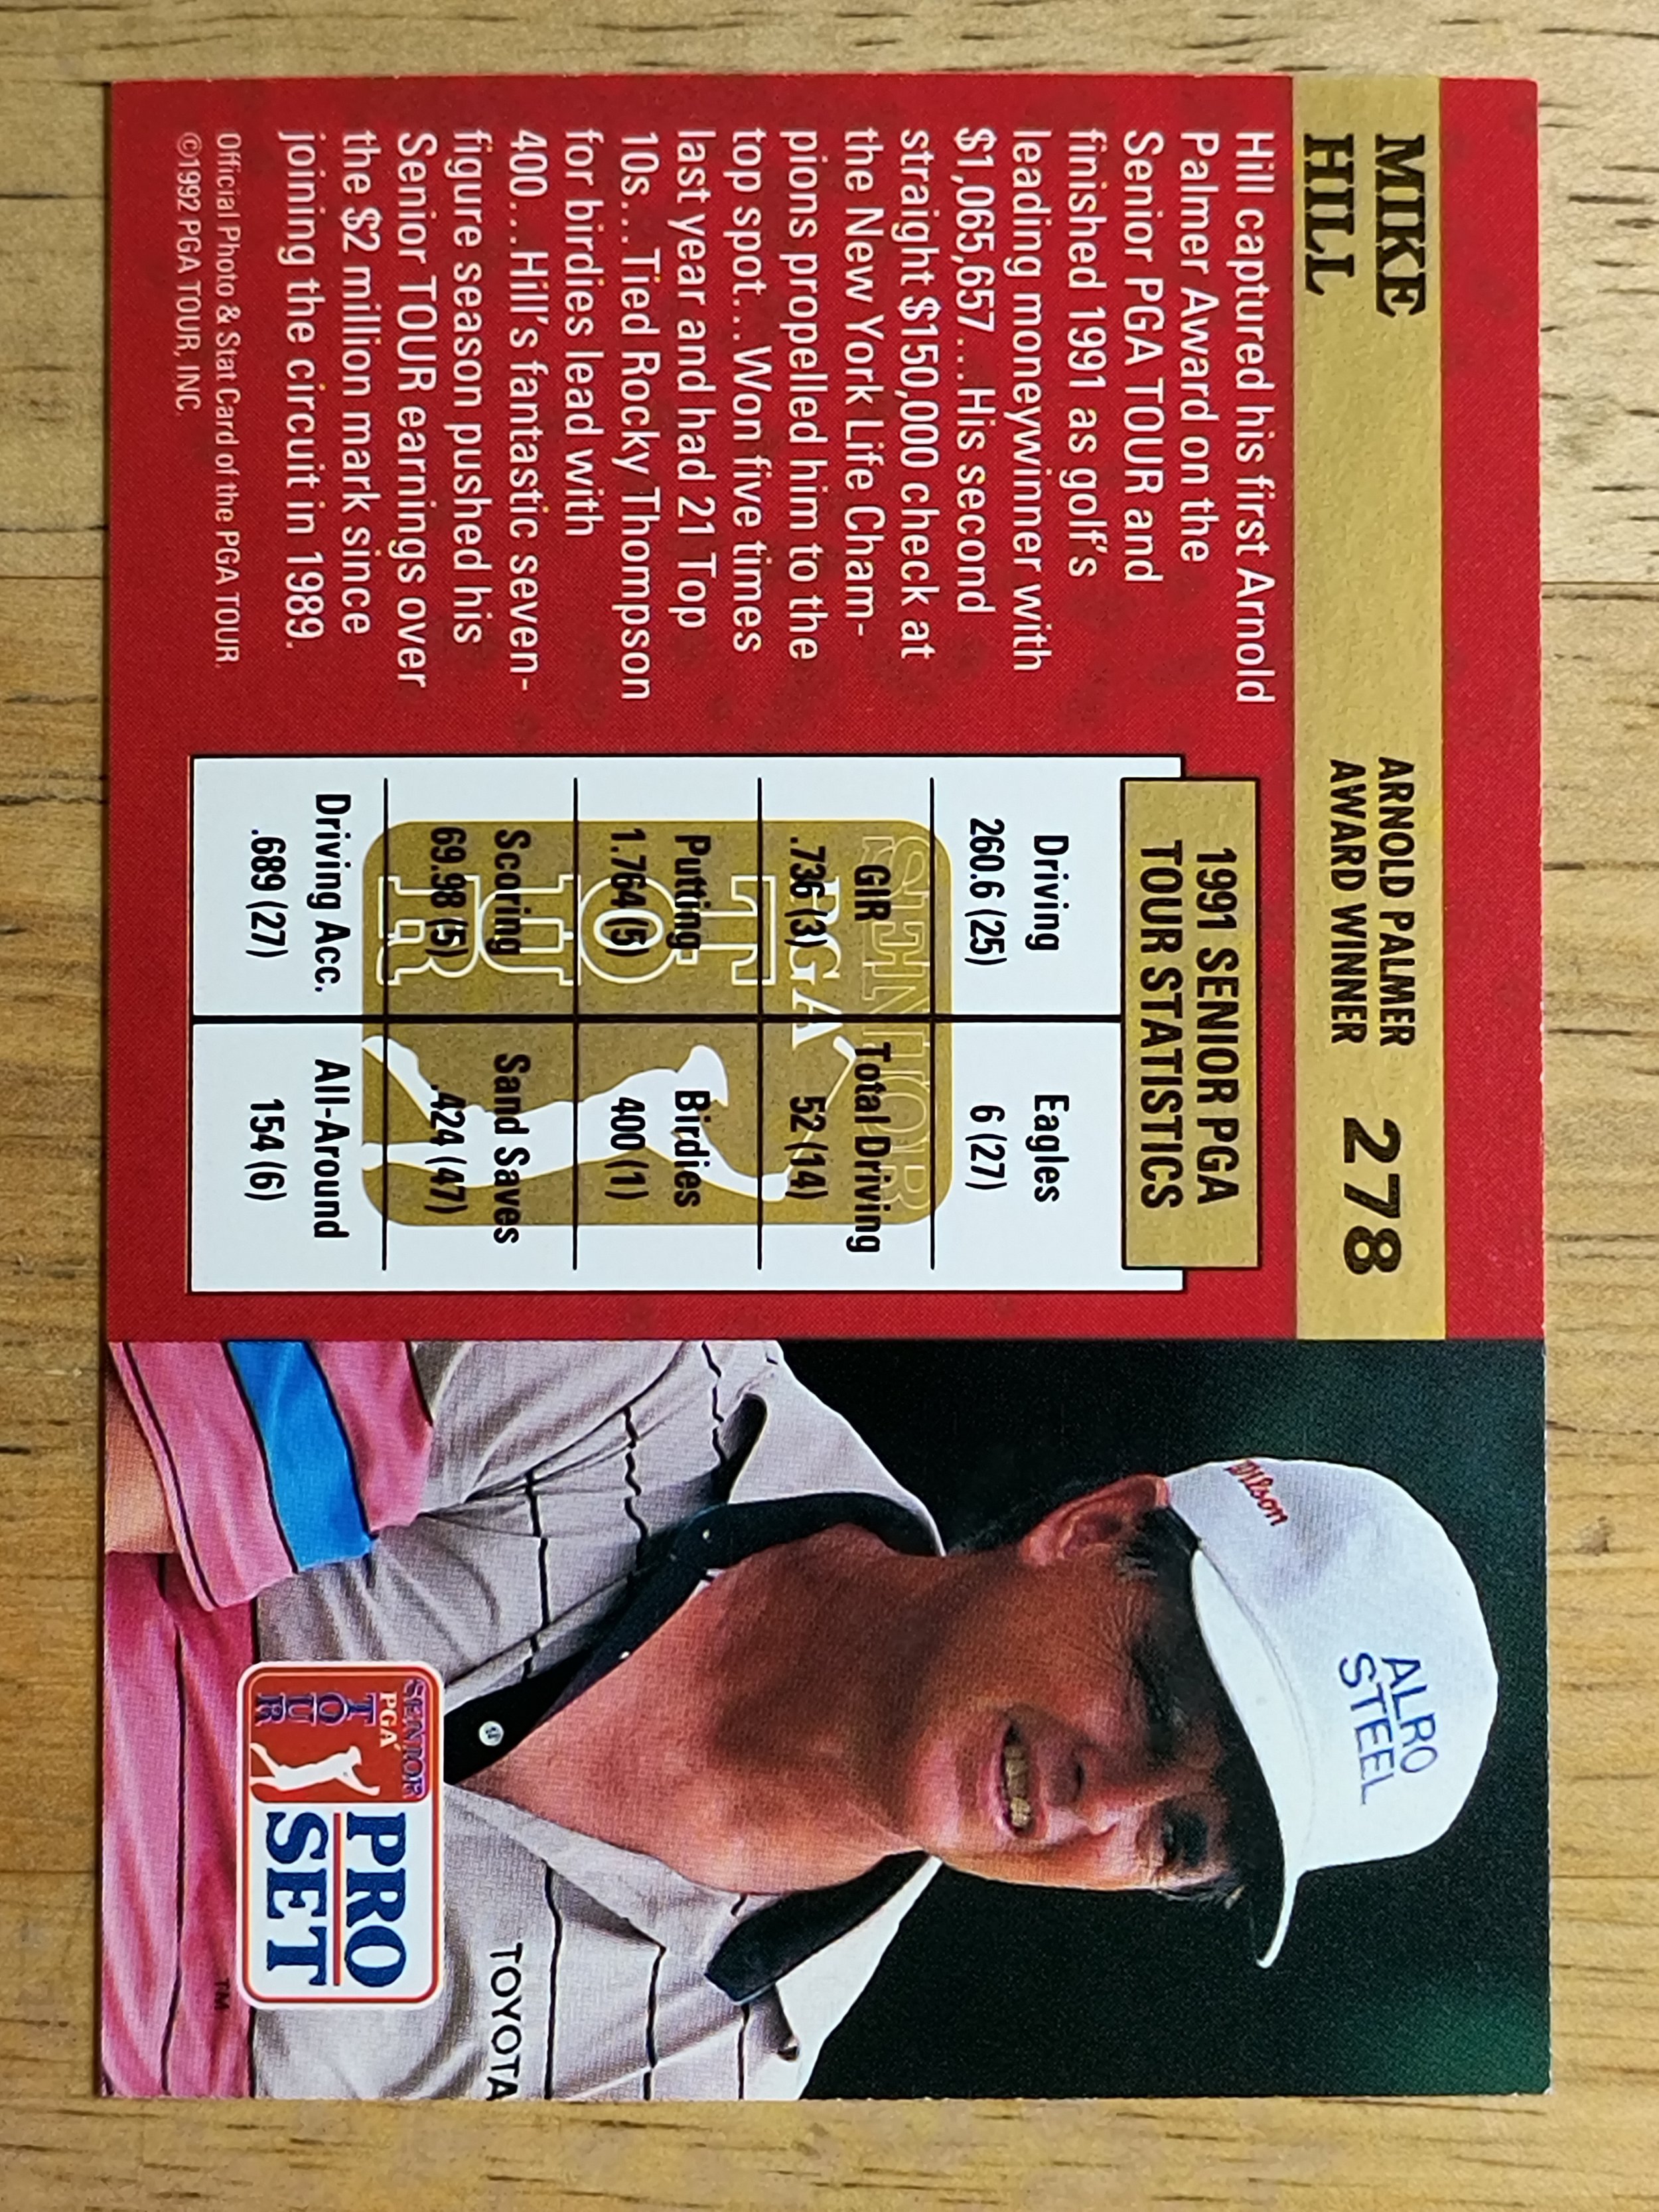 MIKE
HILL
ARNOLD PALMER
AWARD WINNER
278
Hill captured his first Arnold
Palmer Award on the
Senior PGA TOUR and
finished 1991 as golf's
leading moneywinner with
$1,065,657...His second
straight $150,000 check at
the New York Life Cham-
pions propelled him to the
top spot...Won five times
last year and had 21 Top
10s...Tied Rocky Thompson
for birdies lead with
400...Hill's fantastic seven-
figure season pushed his
Senior TOUR earnings over
the $2 million mark since
joining the circuit in 1989.
Official Photo & Stat Card of the PGA TOUR.
©1992 PGA TOUR, INC.
1991 SENIOR PGA
TOUR STATISTICS
Driving
260.6 (25)
Eagles
6 (27)
GIR
.736 (3)
Total Driving
52 (14)
Putting
1.764 (5)
Birdies
400 (1)
Scoring
69.98 (5)
Sand Saves
.424 (47)
Driving Acc.
.689 (27)
All-Around
154 (6)
SENIOR
PGA
TOUR
Wilson
ALRO
STEEL
TOYOTA
SENIOR
PGA
TOUR
PRO
SET
TM